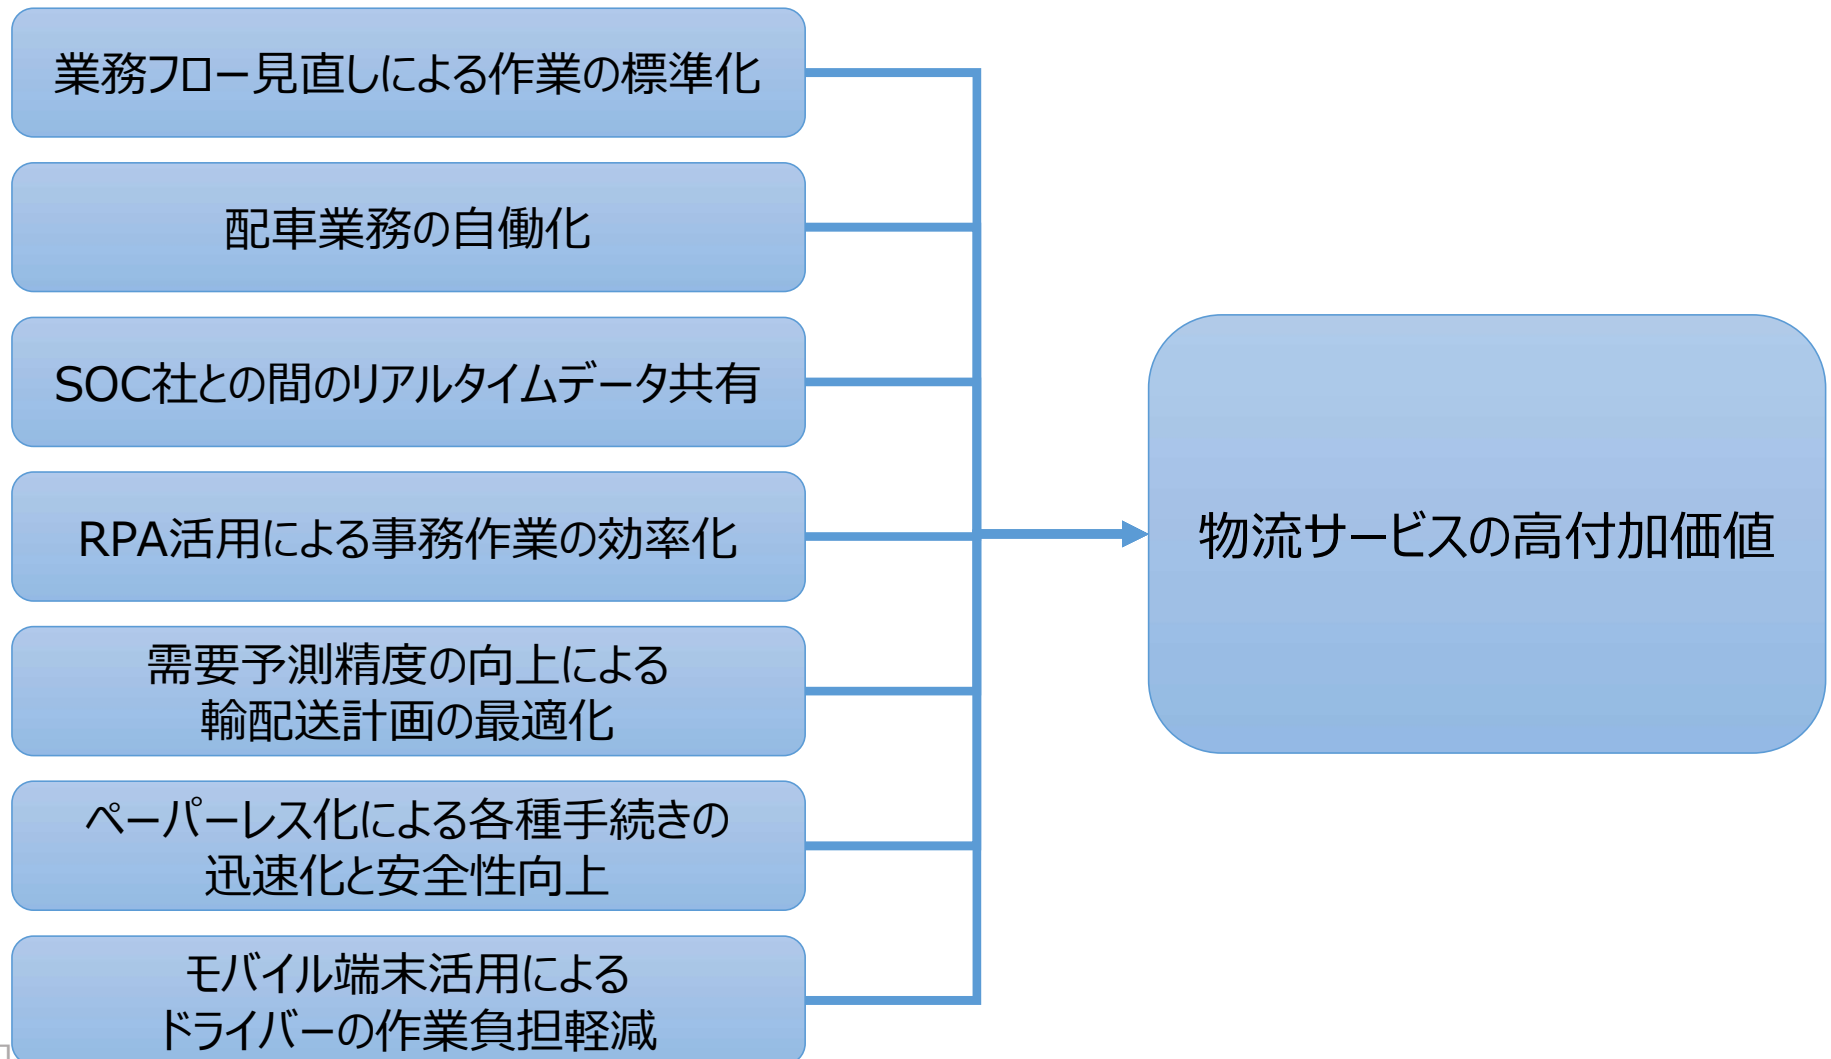 業務フロー見直しによる作業の標準化
配車業務の自働化
SOC社との間のリアルタイムデータ共有
RPA活用による事務作業の効率化
需要予測精度の向上による
輸配送計画の最適化
ペーパーレス化による各種手続きの
迅速化と安全性向上
モバイル端末活用による
ドライバーの作業負担軽減
物流サービスの高付加価値